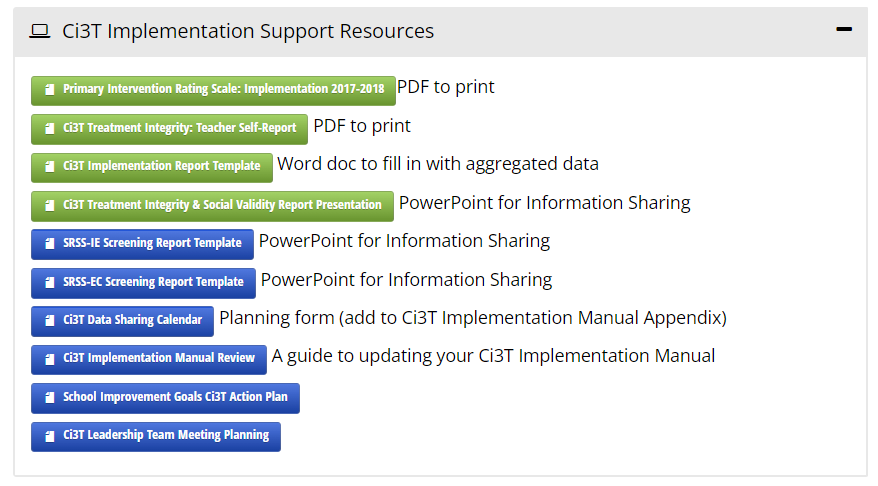 Ci3T Implementation Support Resources
Primary Intervention Rating Scale: Implementation 2017-2018 PDF to print
Ci3T Treatment Integrity: Teacher Self-Report PDF to print
Ci3T Implementation Report Template Word doc to fill in with aggregated data
Ci3T Treatment Integrity & Social Validity Report Presentation PowerPoint for Information Sharing
SRSS-IE Screening Report Template PowerPoint for Information Sharing
SRSS-EC Screening Report Template PowerPoint for Information Sharing
Ci3T Data Sharing Calendar Planning form (add to Ci3T Implementation Manual Appendix)
Ci3T Implementation Manual Review A guide to updating your Ci3T Implementation Manual
School Improvement Goals Ci3T Action Plan
Ci3T Leadership Team Meeting Planning